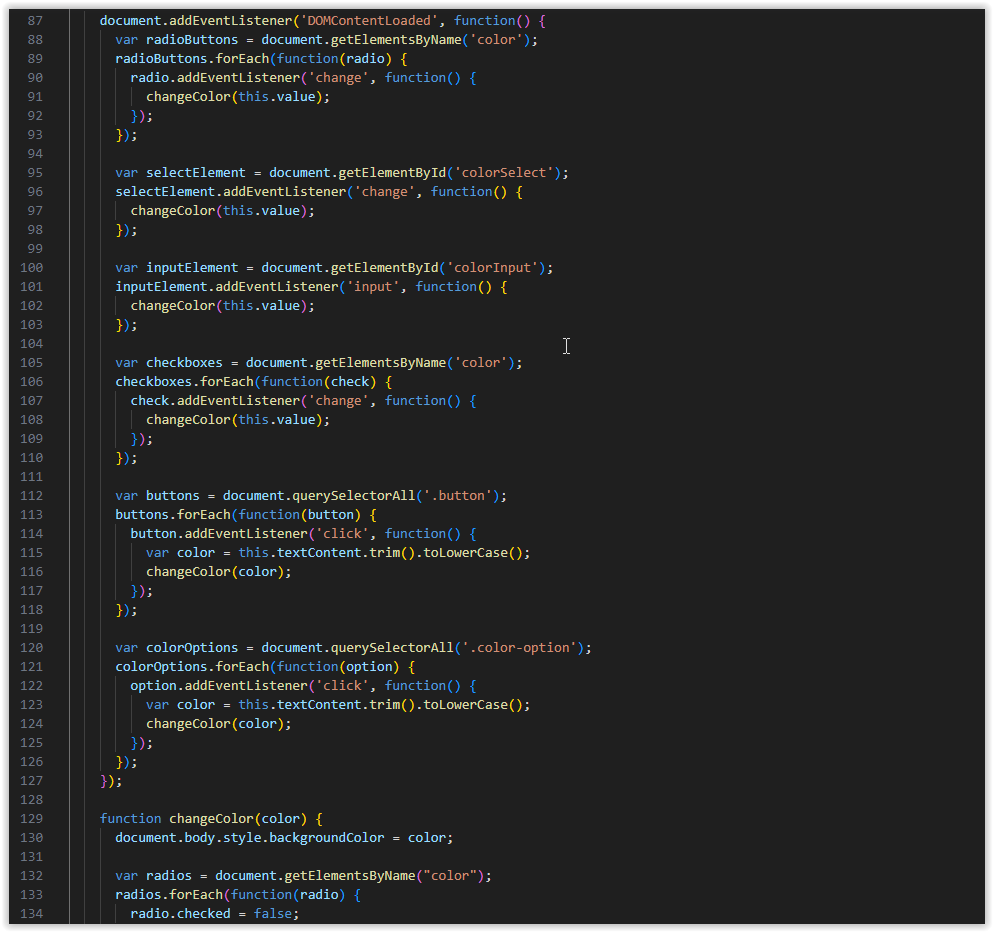 87 document.addEventListener('DOMContentLoaded', function() {
88 var radioButtons = document.getElementsByName('color');
89 radioButtons.forEach(function(radio) {
90 radio.addEventListener('change', function() {
91 changeColor(this.value);
92 });
93 });
94
95 var selectElement = document.getElementById('colorSelect');
96 selectElement.addEventListener('change', function() {
97 changeColor(this.value);
98 });
99
100 var inputElement = document.getElementById('colorInput');
101 inputElement.addEventListener('input', function() {
102 changeColor(this.value);
103 });
104
105 var checkboxes = document.getElementsByName('color');
106 checkboxes.forEach(function(check) {
107 check.addEventListener('change', function() {
108 changeColor(this.value);
109 });
110 });
111
112 var buttons = document.querySelectorAll('.button');
113 buttons.forEach(function(button) {
114 button.addEventListener('click', function() {
115 var color = this.textContent.trim().toLowerCase();
116 changeColor(color);
117 });
118 });
119
120 var colorOptions = document.querySelectorAll('.color-option');
121 colorOptions.forEach(function(option) {
122 option.addEventListener('click', function() {
123 var color = this.textContent.trim().toLowerCase();
124 changeColor(color);
125 });
126 });
127 });
128
129 function changeColor(color) {
130 document.body.style.backgroundColor = color;
131
132 var radios = document.getElementsByName("color");
133 radios.forEach(function(radio) {
134 radio.checked = false;